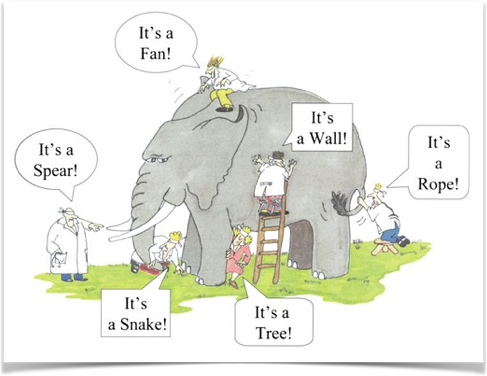 It's a
Fan!
It's
a Wall!
It's
a
Rope!
It's a
Spear!
It's
a Snake!
It's a
Tree!